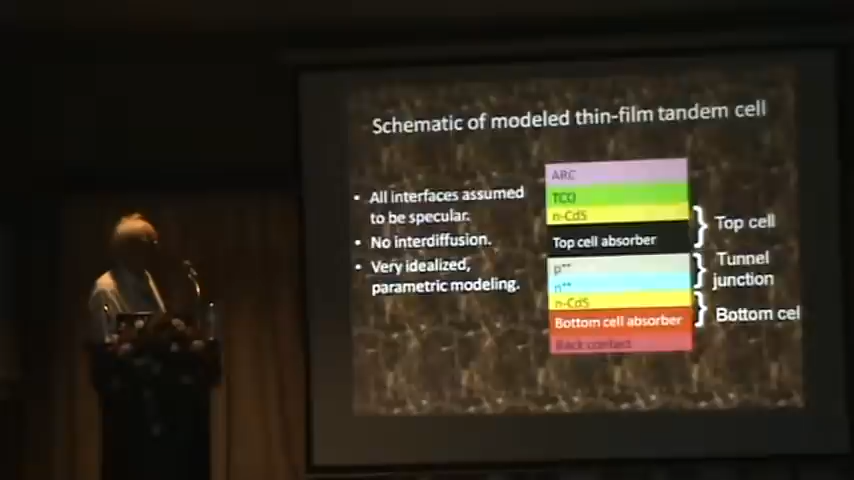 Schematic of modeled thin-film tandem cell
• All interfaces assumed
to be specular.
• No interdiffusion.
• Very idealized,
parametric modeling.
ARC
TCO
n-CdS
Top cell absorber
p++
n++
n-CdS
Bottom cell absorber
Back contact
Top cell
Tunnel
junction
Bottom cel